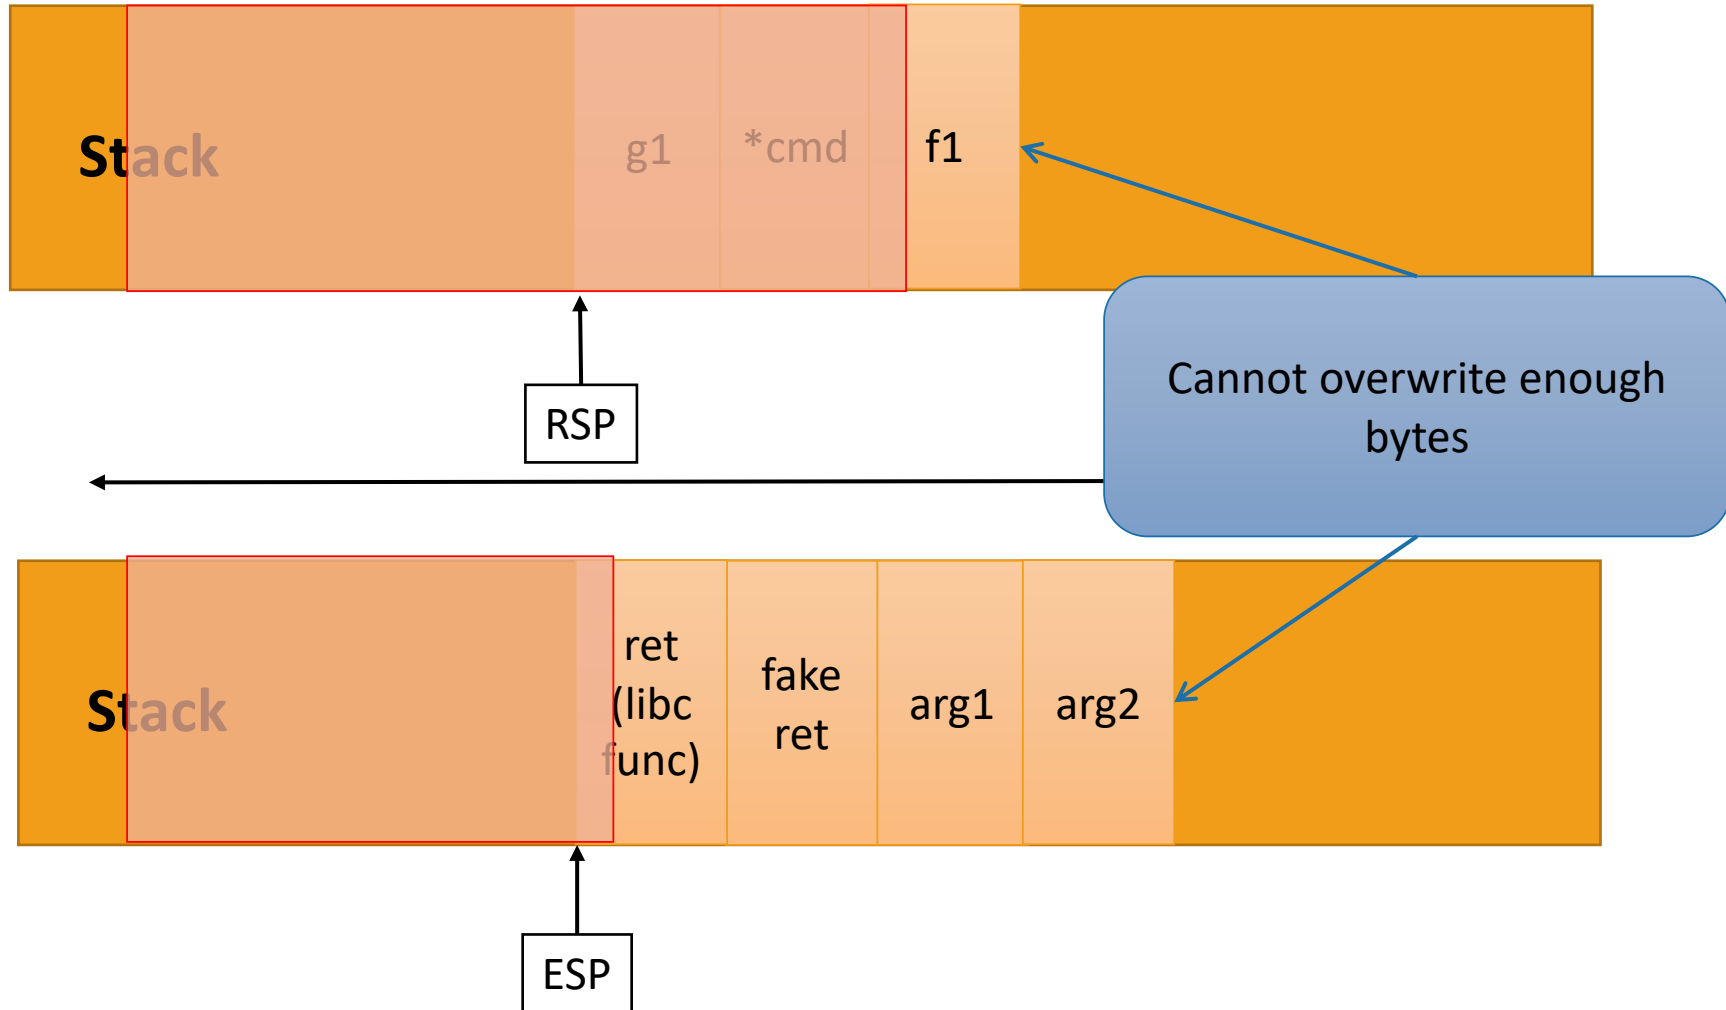 Stack
g1
*cmd
f1
RSP
Cannot overwrite enough
bytes
Stack
ret
(libc
func)
fake
ret
arg1
arg2
ESP